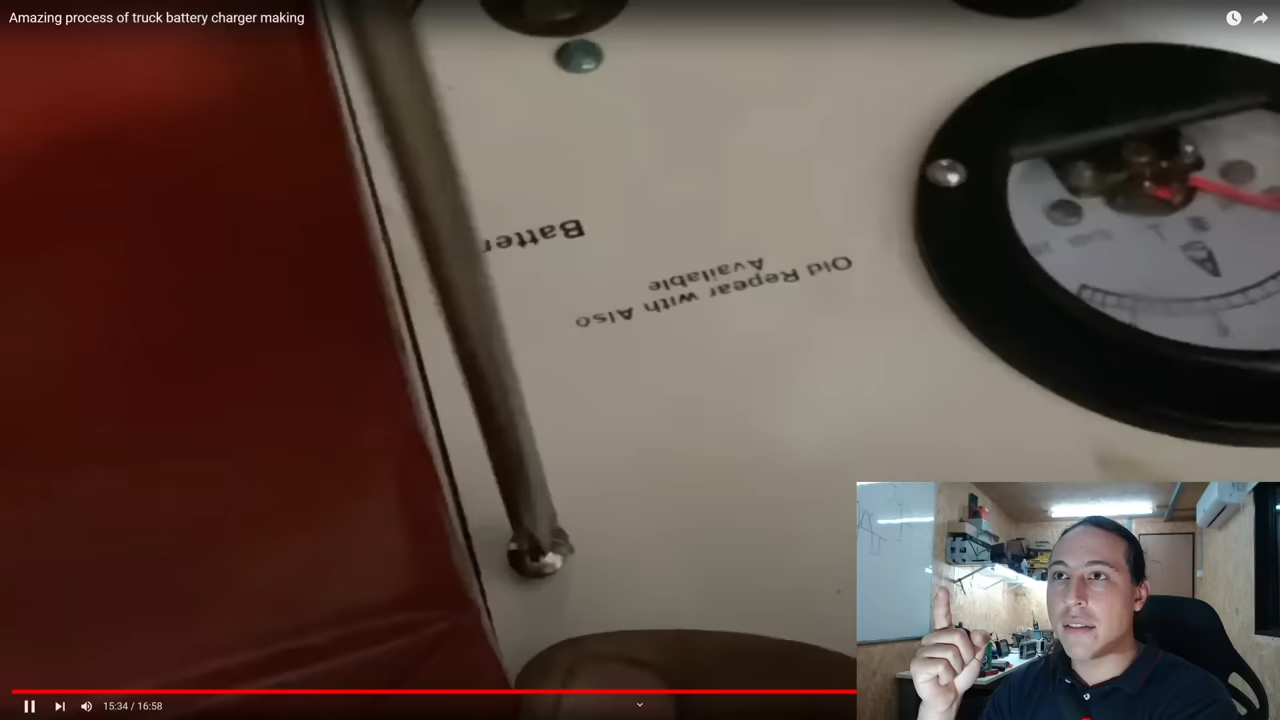 Amazing process of truck battery charger making
Batter
Old Repear with Also
Available
15:34 / 16:58